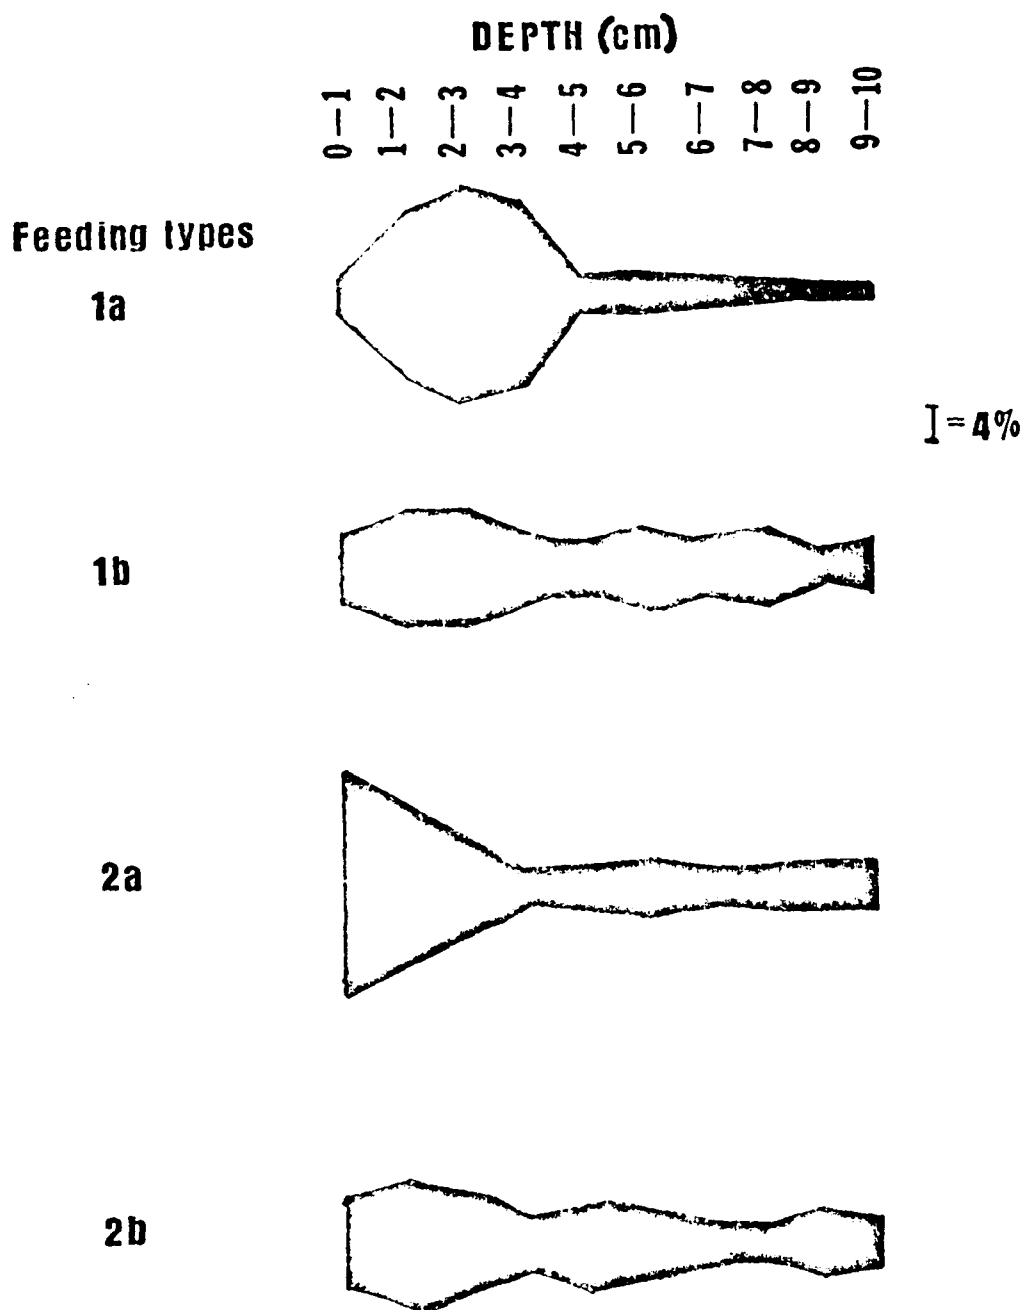 DEPTH (cm)
0—1
1—2
2—3
3—4
4—5
5—6
6—7
7—8
8—9
9—10
Feeding types
1a
I = 4%
1b
2a
2b